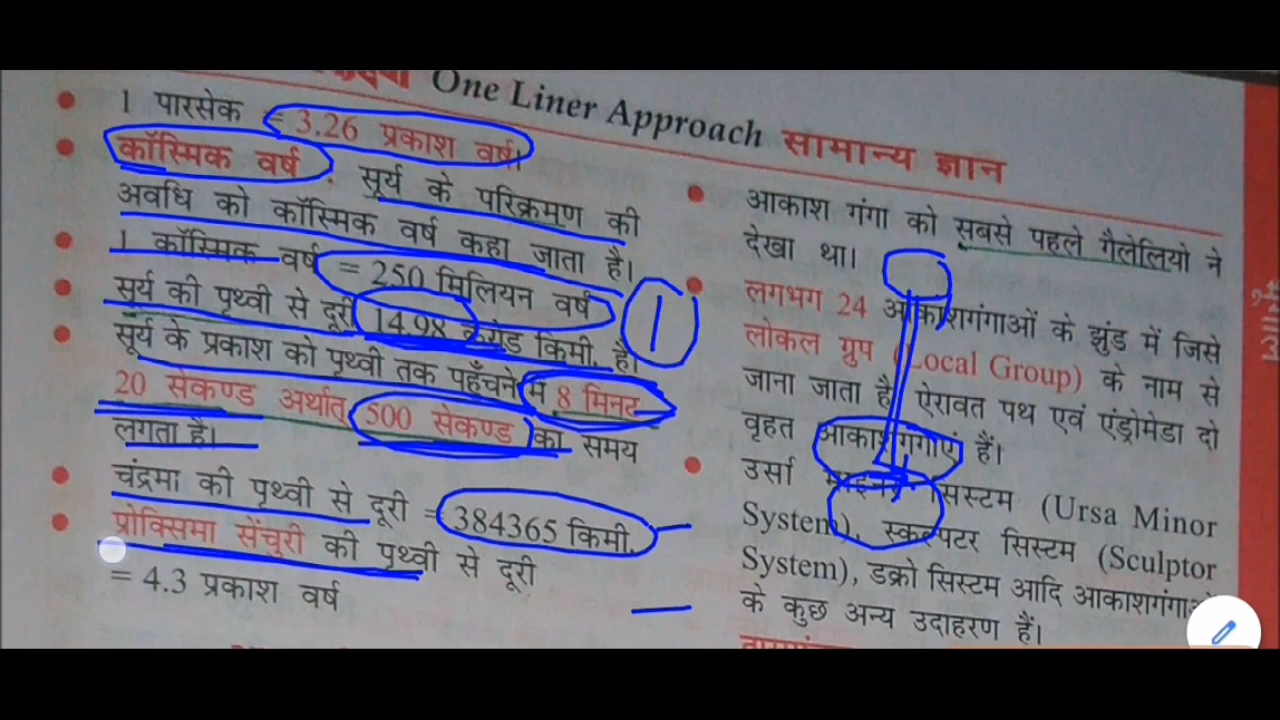 One Liner Approach सामान्य ज्ञान
1 पारसेक = 3.26 प्रकाश वर्ष।
कॉस्मिक वर्ष : सूर्य के परिक्रमण की
अवधि को कॉस्मिक वर्ष कहा जाता है।
1 कॉस्मिक वर्ष = 250 मिलियन वर्ष
सूर्य की पृथ्वी से दूरी 14.98 करोड़ किमी. है।
सूर्य के प्रकाश को पृथ्वी तक पहुँचने में 8 मिनट
20 सेकण्ड अर्थात् 500 सेकण्ड का समय
लगता है।
चंद्रमा की पृथ्वी से दूरी = 384365 किमी.
प्रोक्सिमा सेंचुरी की पृथ्वी से दूरी
= 4.3 प्रकाश वर्ष
1
आकाश गंगा को सबसे पहले गैलेलियो ने
देखा था।
लगभग 24 आकाशगंगाओं के झुंड में जिसे
लोकल ग्रुप (Local Group) के नाम से
जाना जाता है, ऐरावत पथ एवं एंड्रोमेडा दो
वृहत आकाशगंगाएं हैं।
उर्सा माइनर सिस्टम (Ursa Minor
System), स्कल्पटर सिस्टम (Sculptor
System), डक्रो सिस्टम आदि आकाशगंगाओं
के कुछ अन्य उदाहरण हैं।
भूगोल